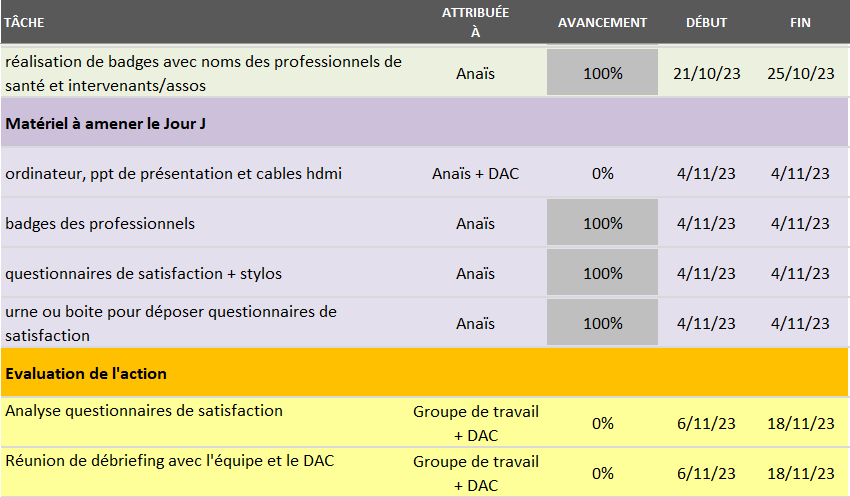 TÂCHE ATTRIBUÉE À AVANCEMENT DÉBUT FIN
réalisation de badges avec noms des professionnels de
santé et intervenants/assos Anaïs 100% 21/10/23 25/10/23
Matériel à amener le Jour J
ordinateur, ppt de présentation et cables hdmi Anaïs + DAC 0% 4/11/23 4/11/23
badges des professionnels Anaïs 100% 4/11/23 4/11/23
questionnaires de satisfaction + stylos Anaïs 100% 4/11/23 4/11/23
urne ou boite pour déposer questionnaires de
satisfaction Anaïs 100% 4/11/23 4/11/23
Evaluation de l'action
Analyse questionnaires de satisfaction Groupe de travail
+ DAC 0% 6/11/23 18/11/23
Réunion de débriefing avec l'équipe et le DAC Groupe de travail
+ DAC 0% 6/11/23 18/11/23